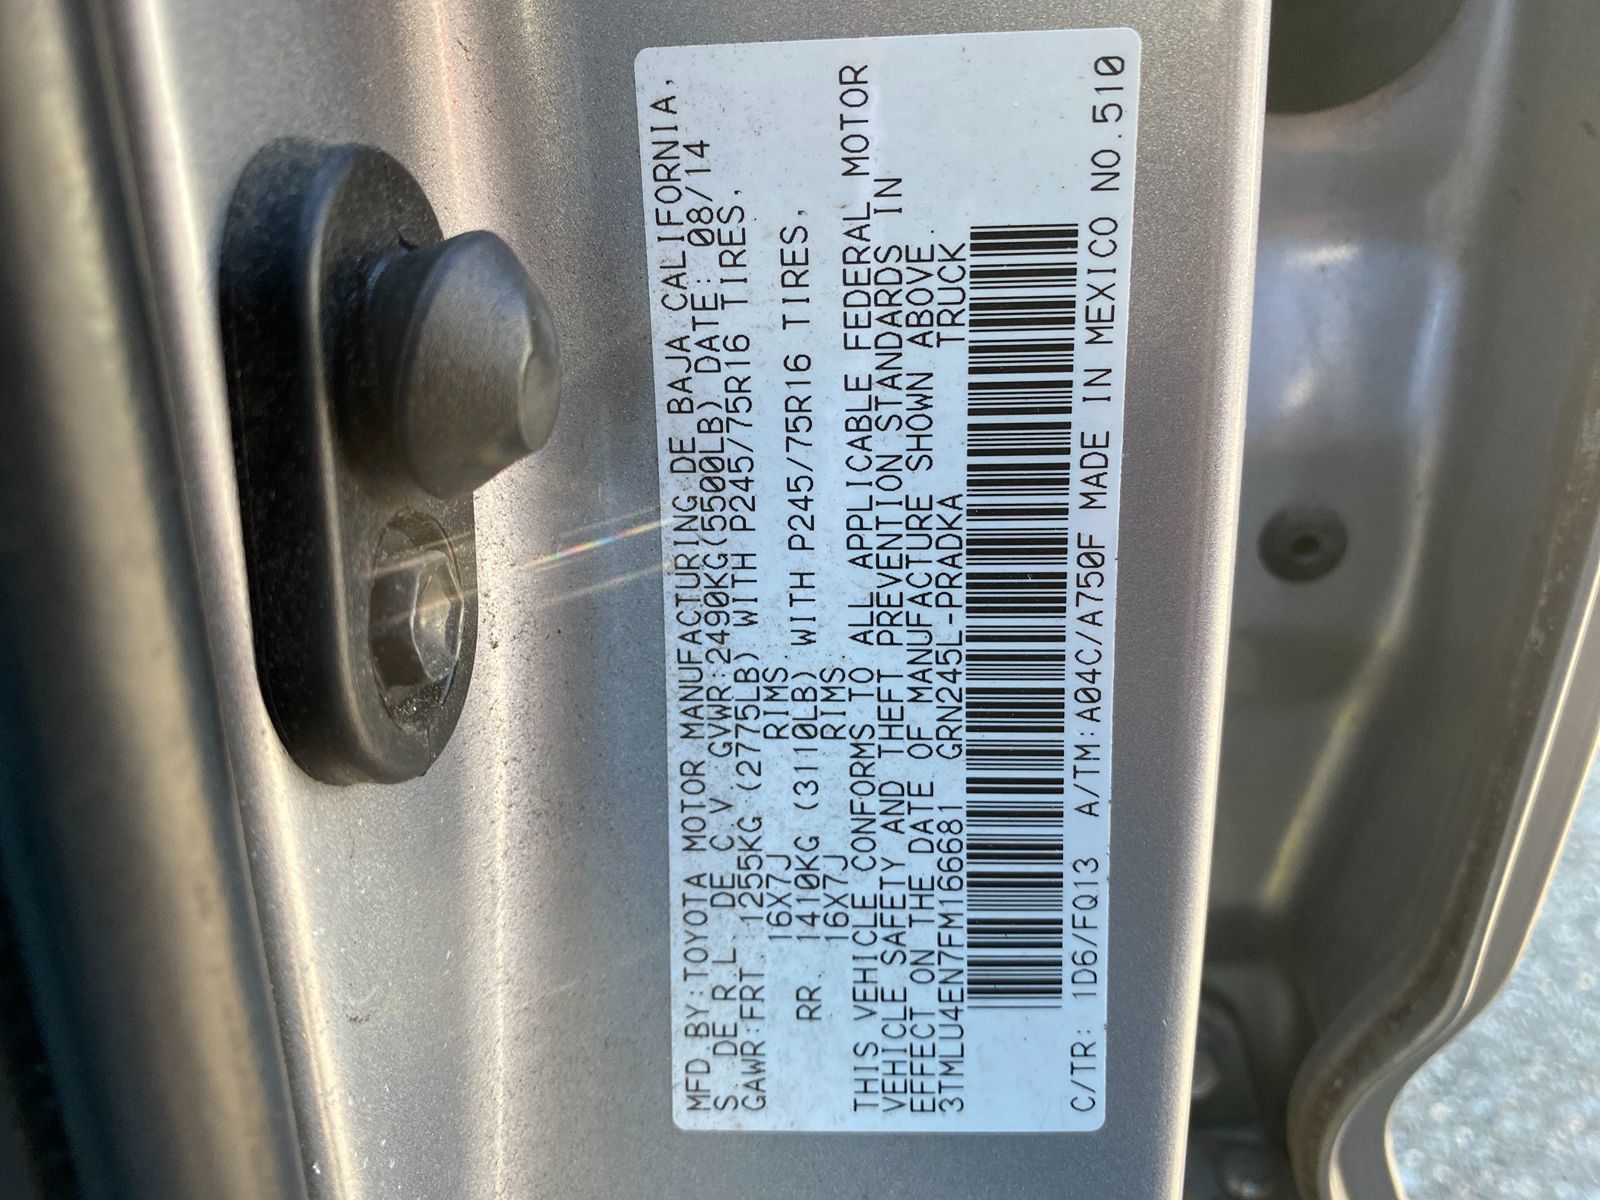 MFD.BY:TOYOTA MOTOR MANUFACTURING DE BAJA CALIFORNIA,
S. DE R.L. DE C.V. GVWR:2490KG(5500LB) DATE: 08/14
GAWR:FRT. 1255KG (2775LB) WITH P245/75R16 TIRES,
16X7J RIMS
RR. 1410KG (3110LB) WITH P245/75R16 TIRES,
16X7J RIMS
THIS VEHICLE CONFORMS TO ALL APPLICABLE FEDERAL MOTOR
VEHICLE SAFETY AND THEFT PREVENTION STANDARDS IN
EFFECT ON THE DATE OF MANUFACTURE SHOWN ABOVE.
3TMLU4EN7FM166681 GRN245L-PRADKA TRUCK
C/TR: 1D6/FQ13 A/TM:A04C/A750F MADE IN MEXICO NO.510